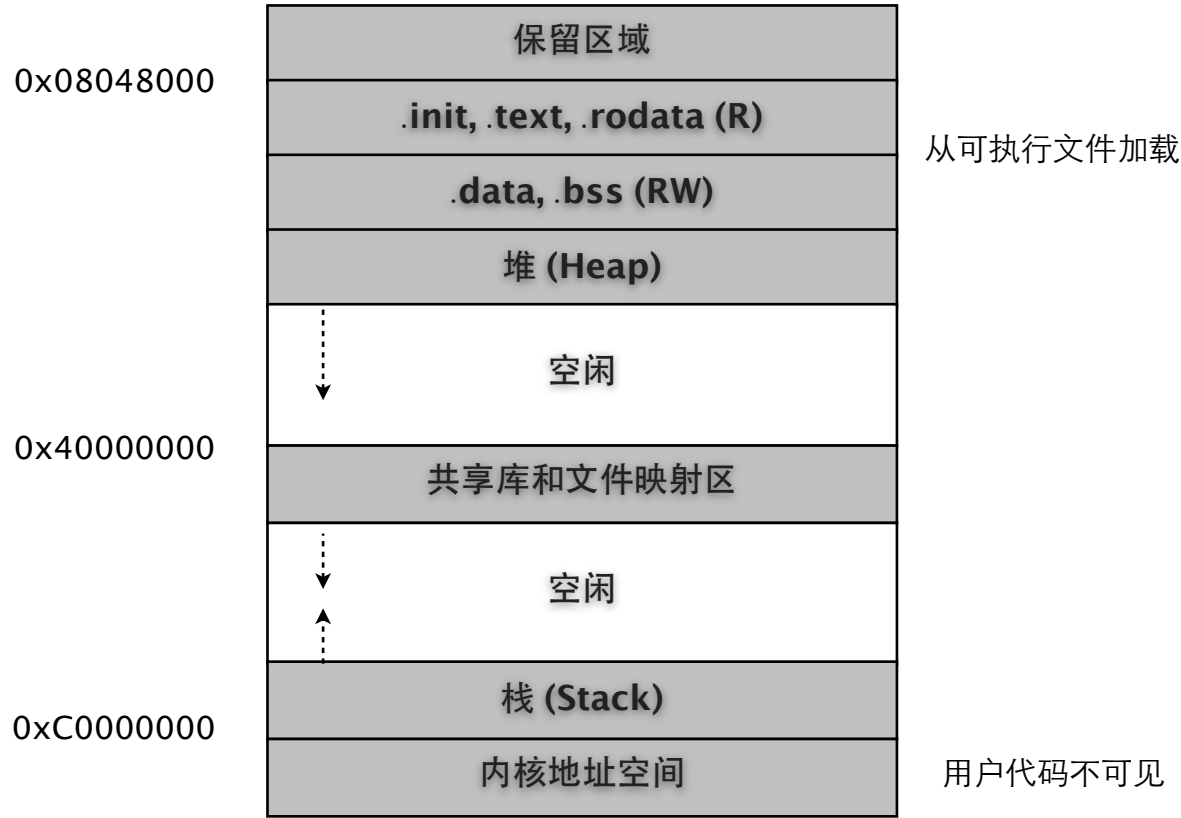 保留区域
0x08048000
.init, .text, .rodata (R)
从可执行文件加载
.data, .bss (RW)
堆 (Heap)
空闲
0x40000000
共享库和文件映射区
空闲
栈 (Stack)
0xC0000000
内核地址空间
用户代码不可见